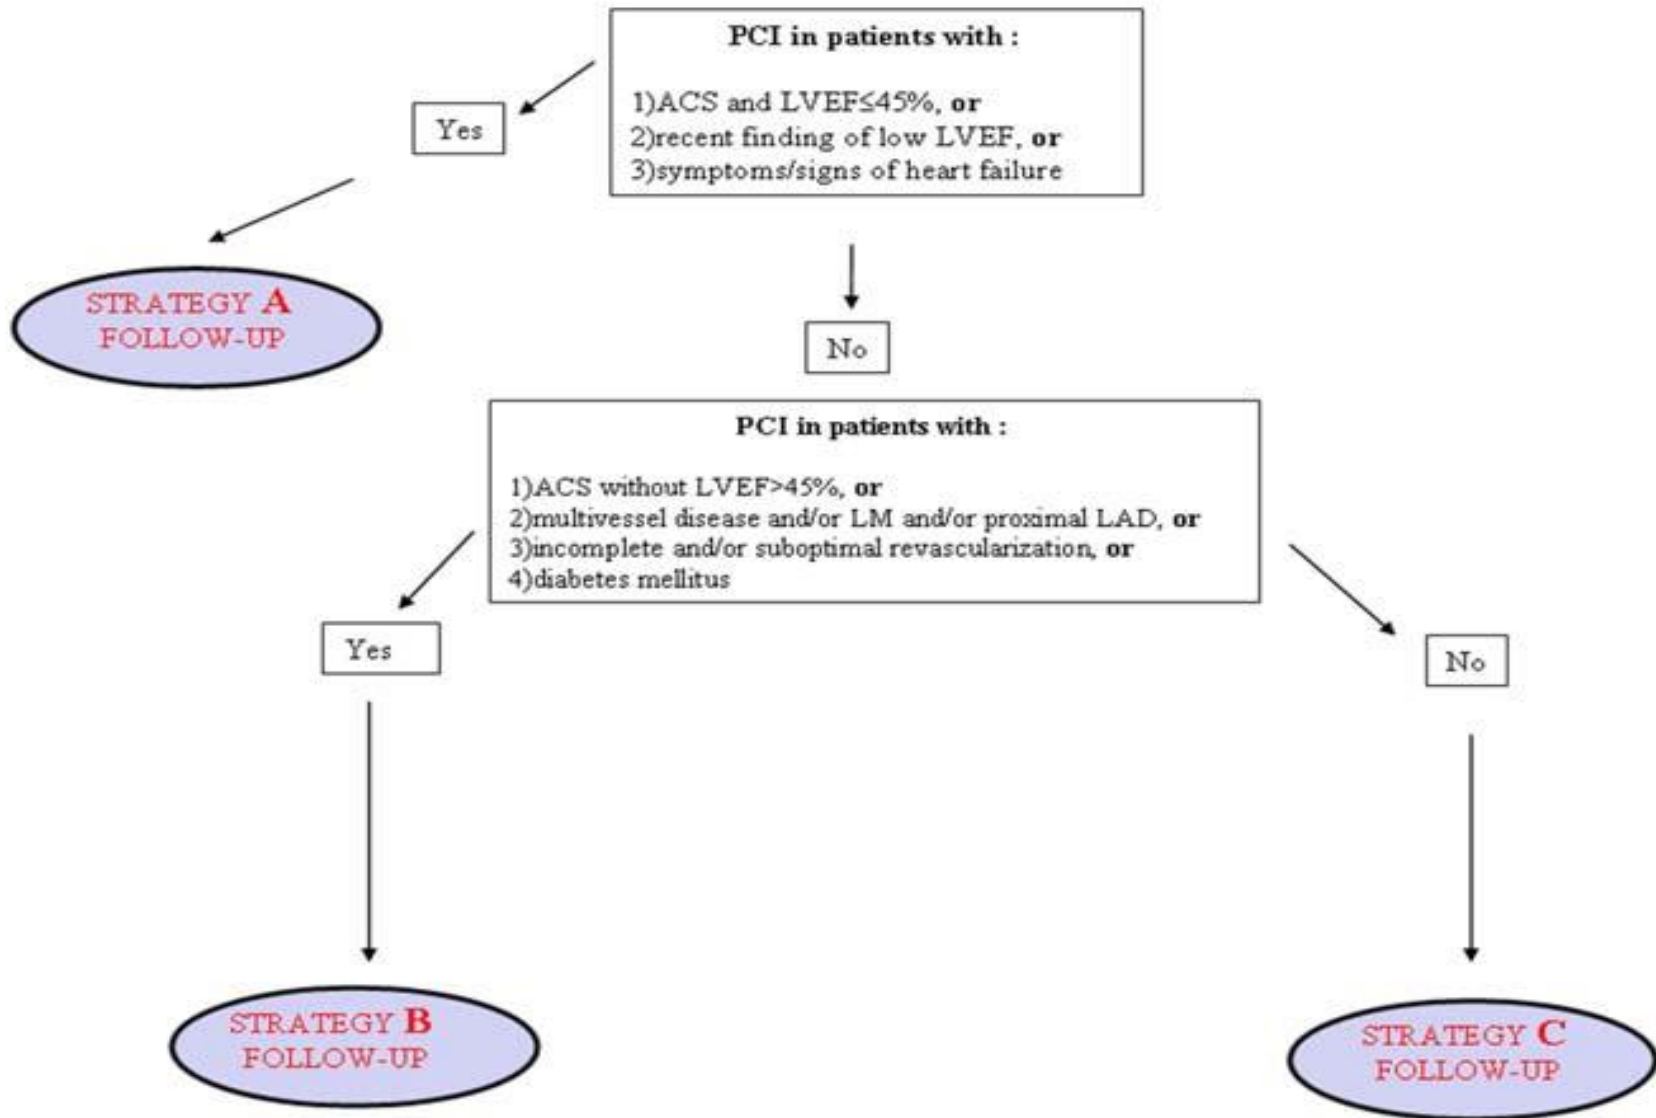 PCI in patients with :
1)ACS and LVEF≤45%, or
2)recent finding of low LVEF, or
3)symptoms/signs of heart failure
Yes
STRATEGY A
FOLLOW-UP
No
PCI in patients with :
1)ACS without LVEF>45%, or
2)multivessel disease and/or LM and/or proximal LAD, or
3)incomplete and/or suboptimal revascularization, or
4)diabetes mellitus
Yes
No
STRATEGY B
FOLLOW-UP
STRATEGY C
FOLLOW-UP